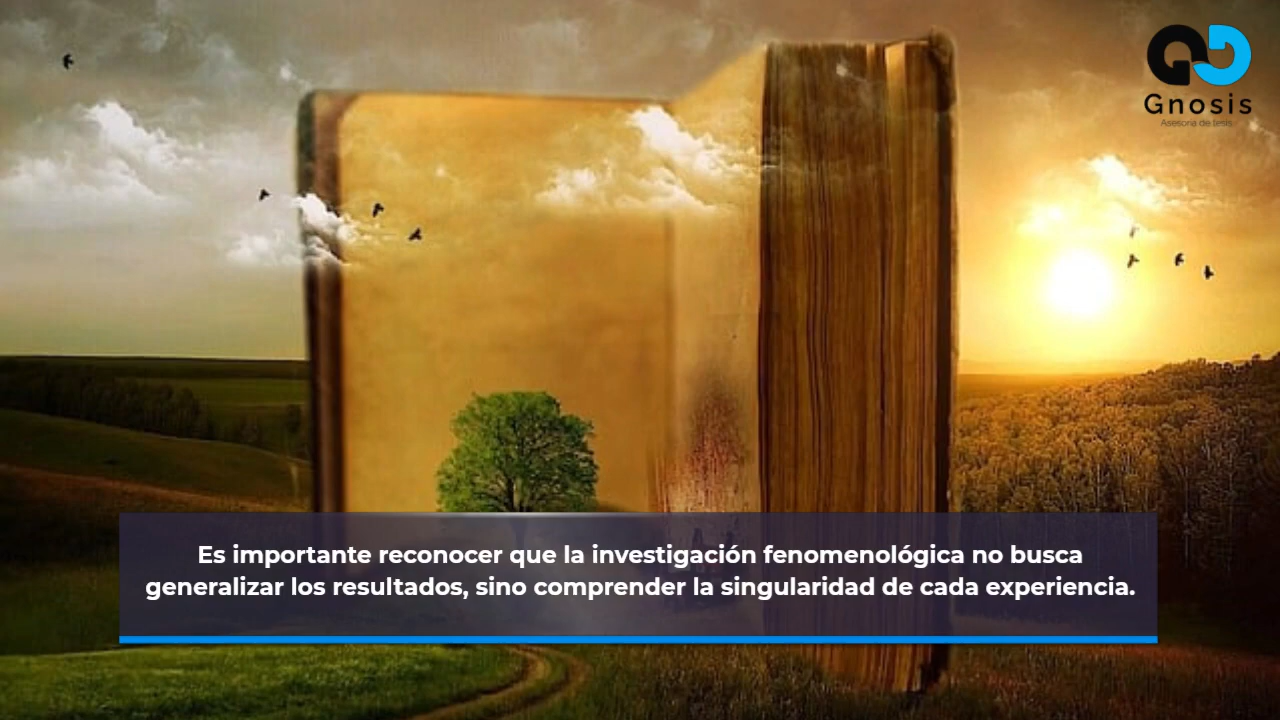 Gnosis
Asesoria de tesis
Es importante reconocer que la investigación fenomenológica no busca
generalizar los resultados, sino comprender la singularidad de cada experiencia.